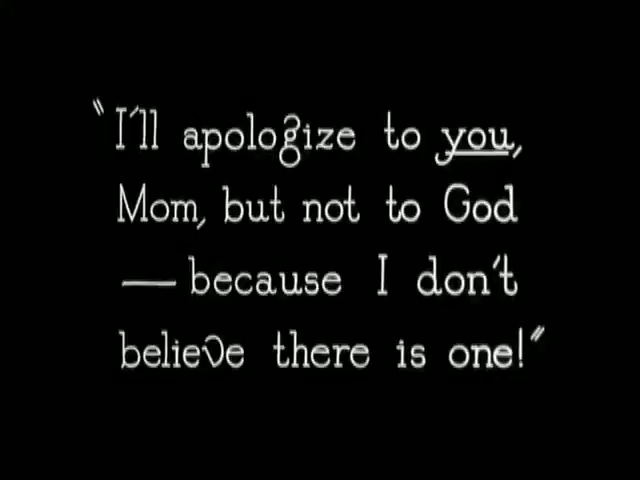 "I'll apologize to you,
Mom, but not to God
— because I don't
believe there is one!"